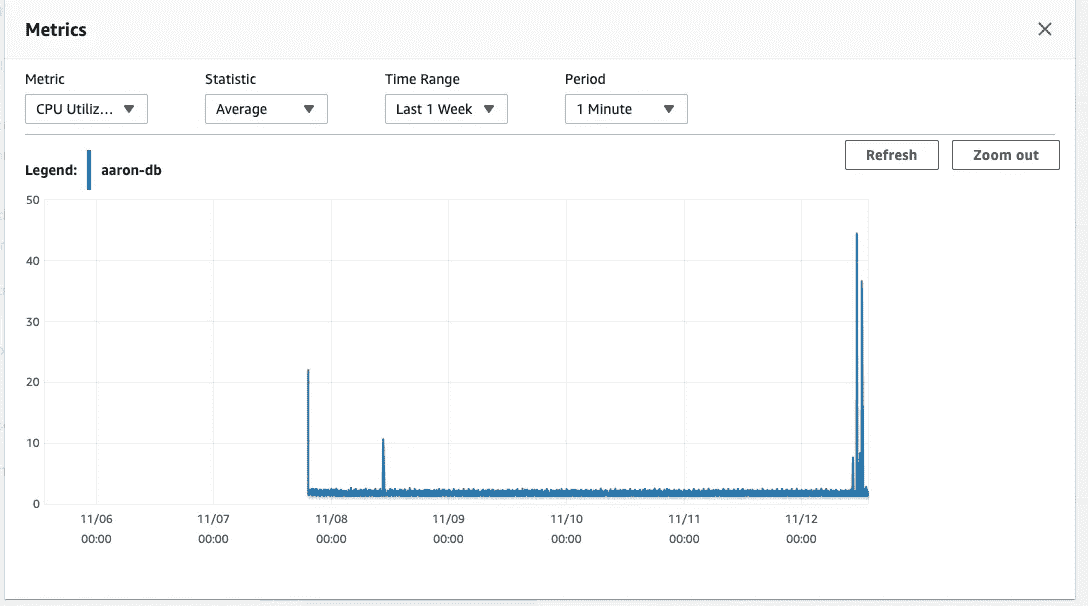 Metrics
Metric Statistic Time Range Period
CPU Utiliz... Average Last 1 Week 1 Minute
Refresh Zoom out
Legend: aaron-db
50
40
30
20
10
0
11/06 11/07 11/08 11/09 11/10 11/11 11/12
00:00 00:00 00:00 00:00 00:00 00:00 00:00